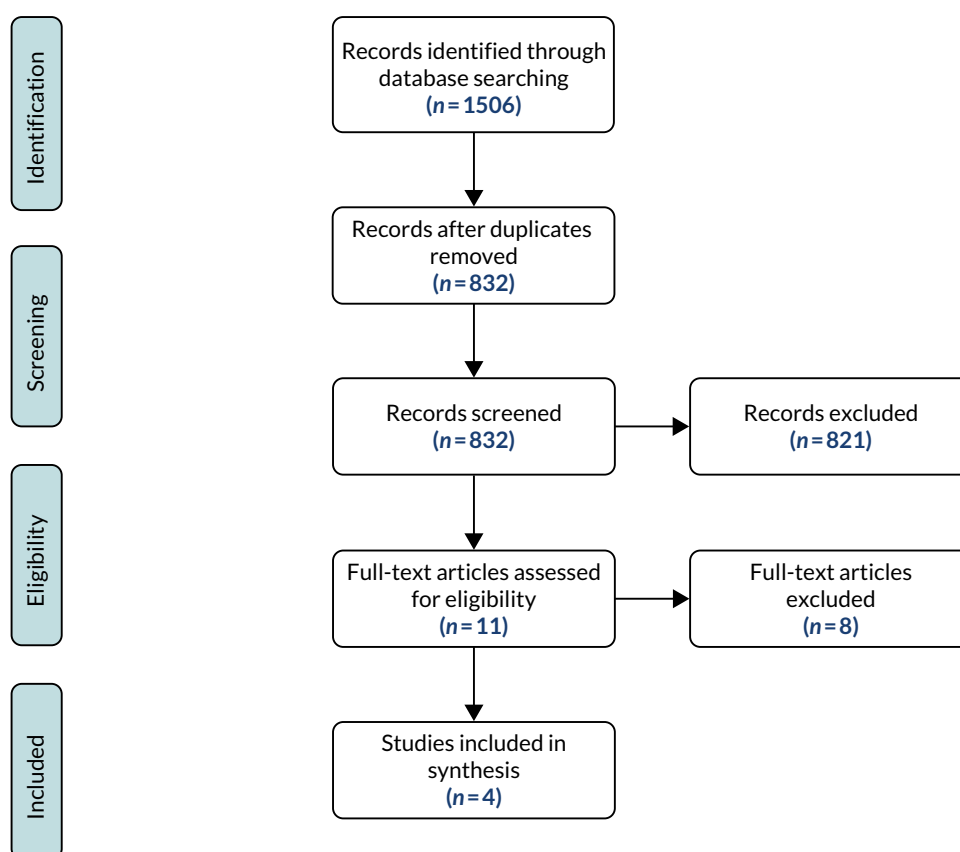 Identification
Records identified through
database searching
(n=1506)
Records after duplicates
removed
(n=832)
Screening
Records screened
(n=832)
Records excluded
(n=821)
Eligibility
Full-text articles assessed
for eligibility
(n=11)
Full-text articles
excluded
(n=8)
Included
Studies included in
synthesis
(n=4)